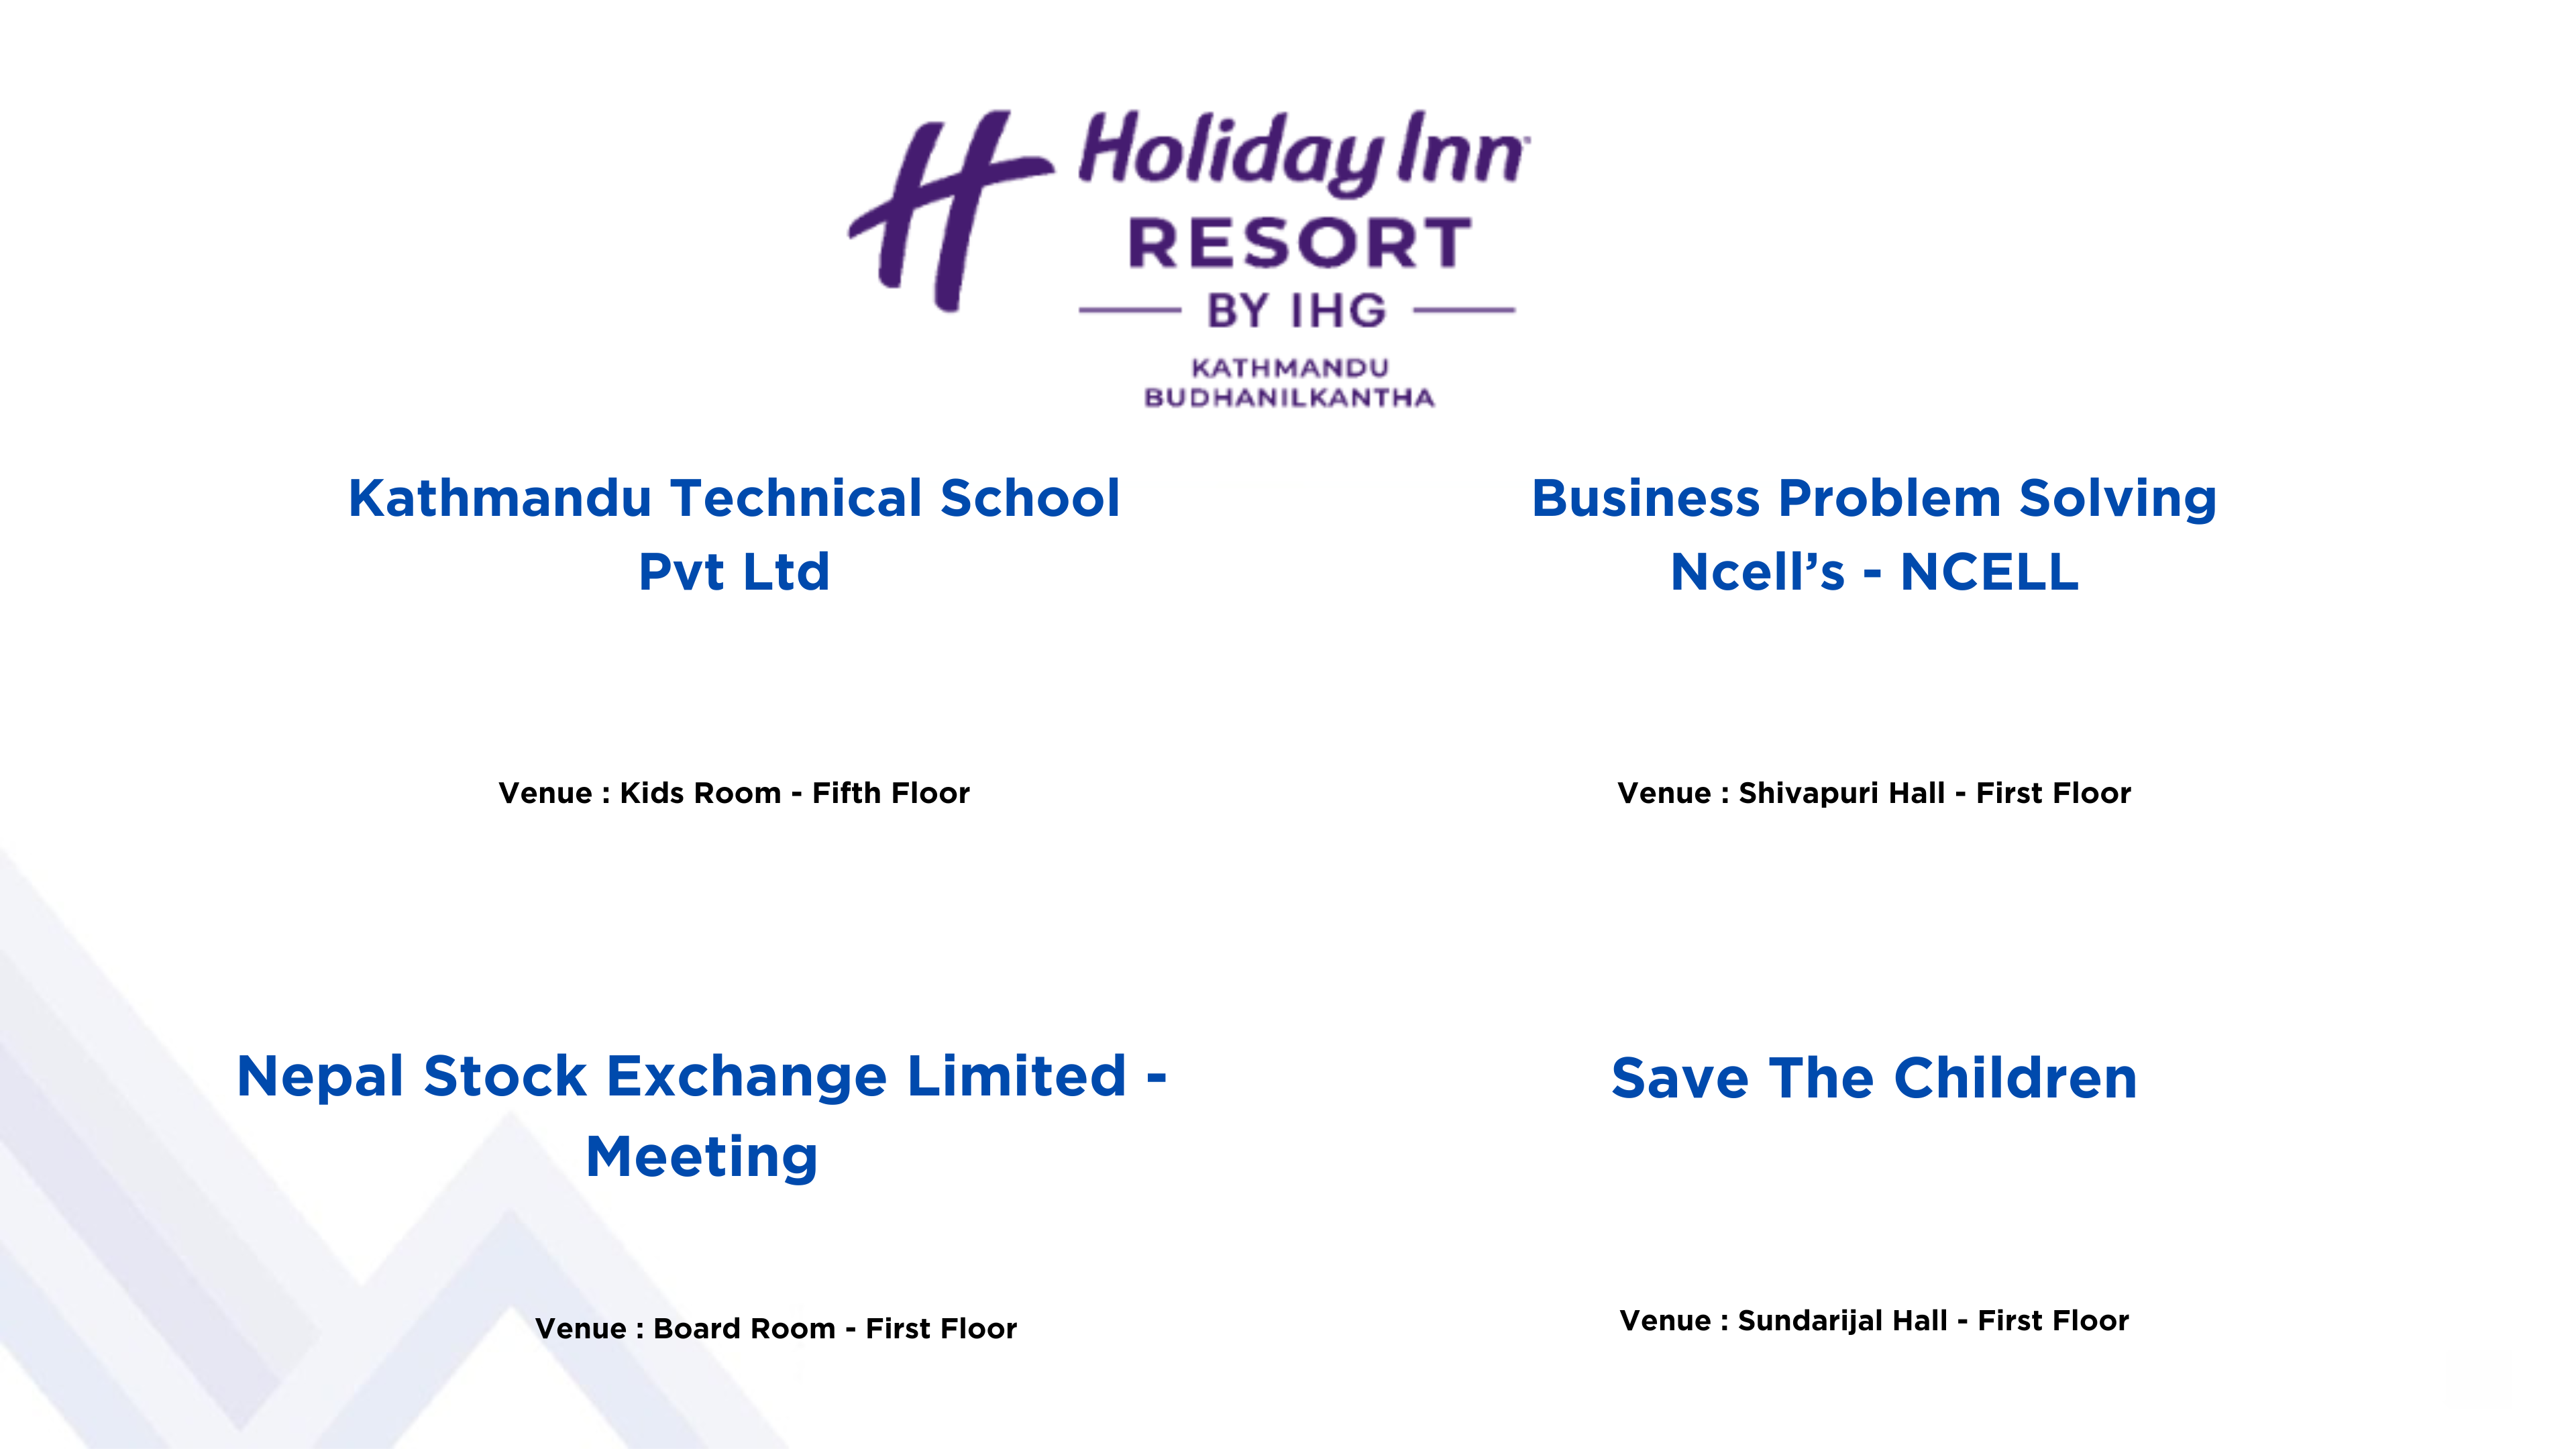 Holiday Inn
RESORT
BY IHG
KATHMANDU
BUDHANILKANTHA
Kathmandu Technical School
Pvt Ltd
Venue : Kids Room - Fifth Floor
Business Problem Solving
Ncell’s - NCELL
Venue : Shivapuri Hall - First Floor
Nepal Stock Exchange Limited -
Meeting
Venue : Board Room - First Floor
Save The Children
Venue : Sundarijal Hall - First Floor